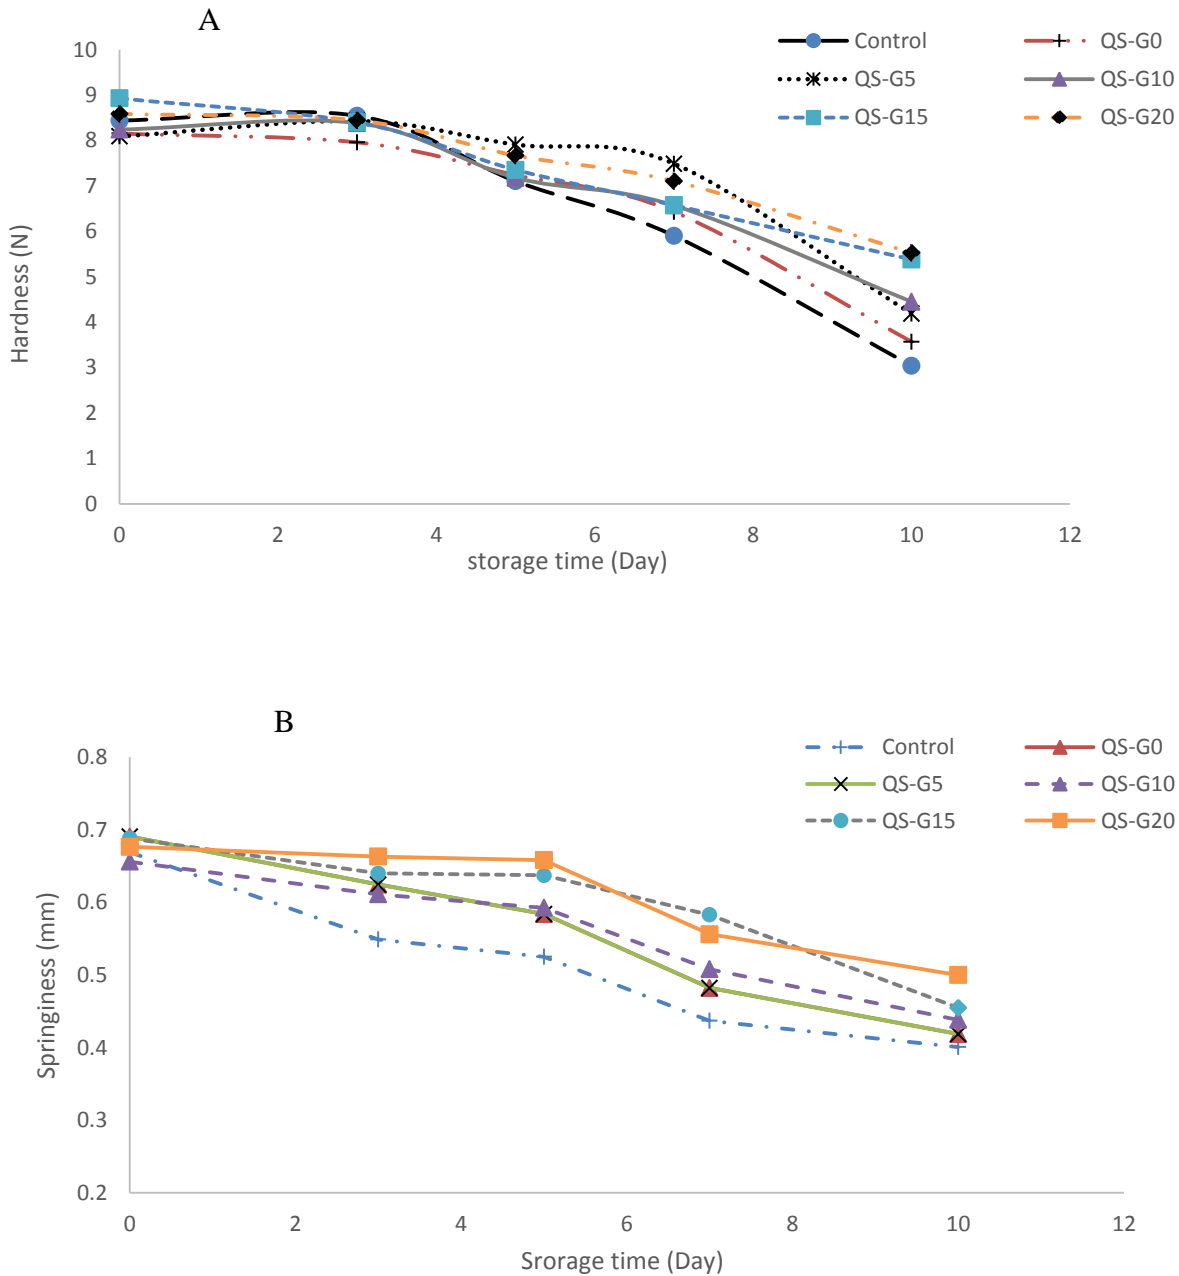 A
Control QS-G0
QS-G5 QS-G10
QS-G15 QS-G20
10
9
8
7
6
5
4
3
2
1
0
Hardness (N)
0 2 4 6 8 10 12
storage time (Day)
B
Control QS-G0
QS-G5 QS-G10
QS-G15 QS-G20
0.8
0.7
0.6
0.5
0.4
0.3
0.2
Springiness (mm)
0 2 4 6 8 10 12
Srorage time (Day)